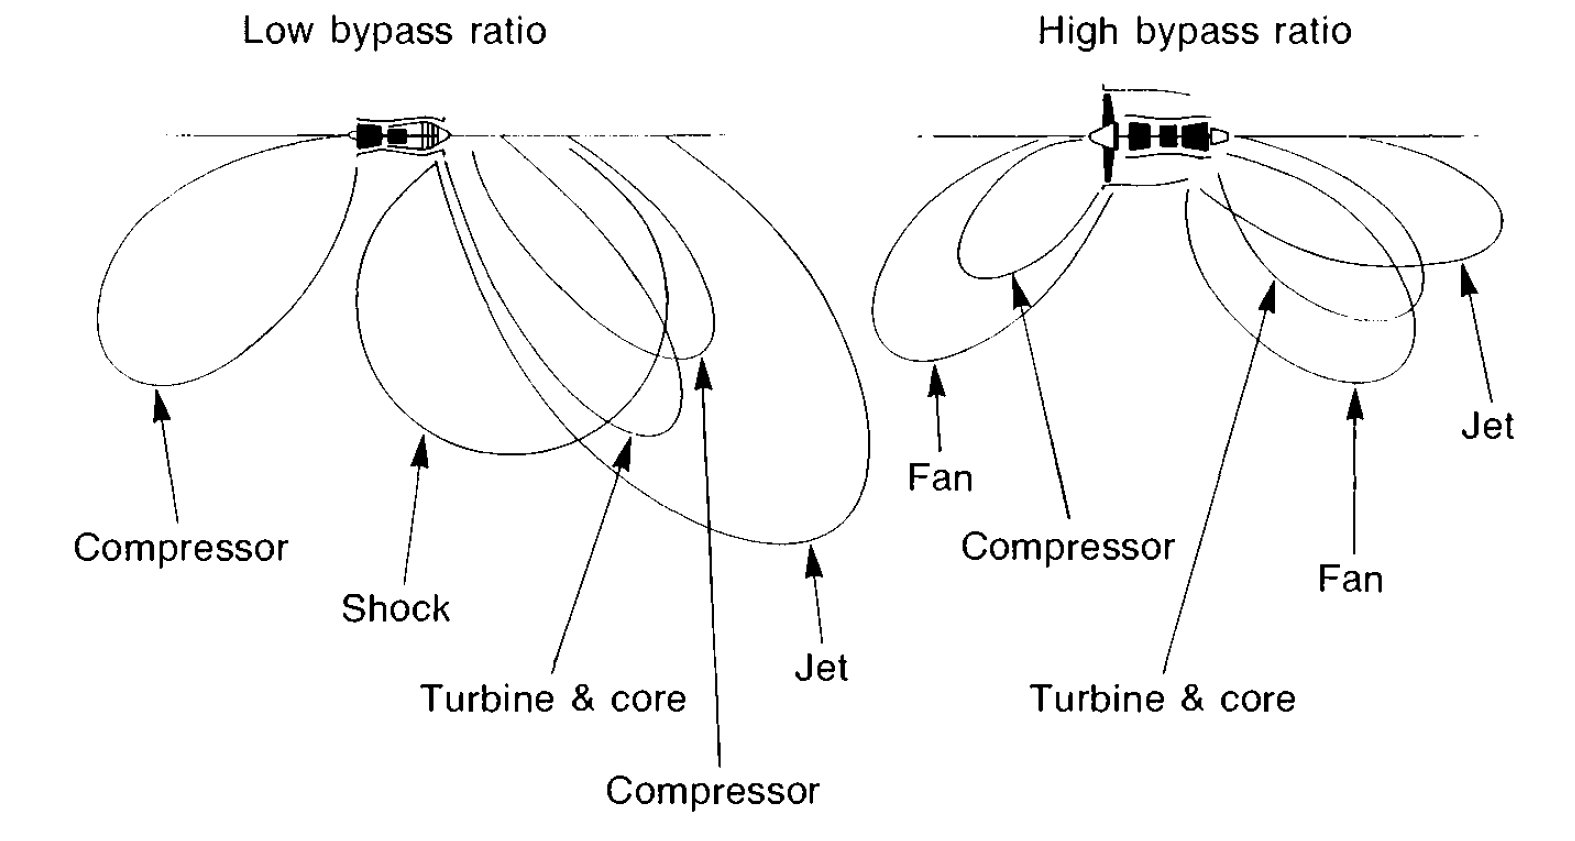 Low bypass ratio
High bypass ratio
Compressor
Shock
Turbine & core
Compressor
Jet
Fan
Compressor
Turbine & core
Fan
Jet